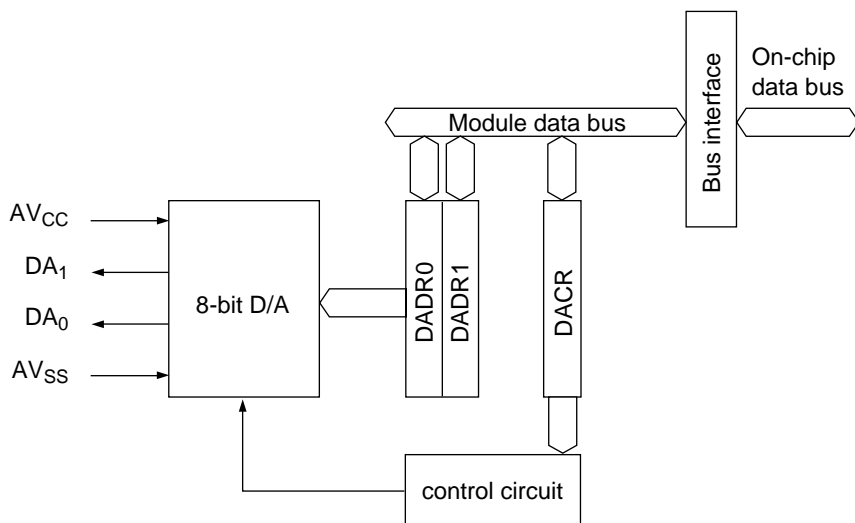 On-chip
data bus
Bus interface
Module data bus
AVCC
DA1
DA0
AVSS
8-bit D/A
DADR0
DADR1
DACR
control circuit